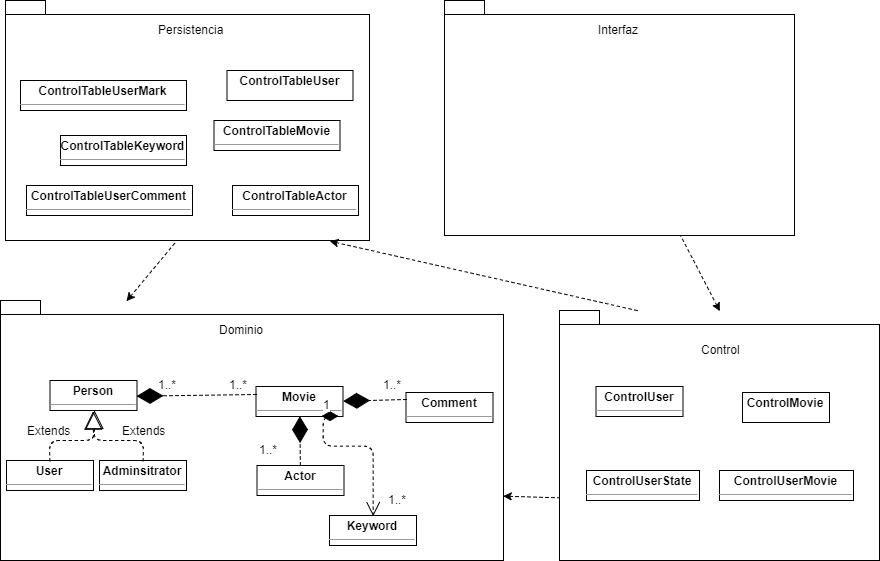 Persistencia
ControlTableUserMark
ControlTableUser
ControlTableKeyword
ControlTableMovie
ControlTableUserComment
ControlTableActor
Interfaz
Dominio
Person
1..*
1..*
Movie
1
1..*
Comment
Extends
Extends
User
Adminsitrator
1..*
Actor
1..*
Keyword
Control
ControlUser
ControlMovie
ControlUserState
ControlUserMovie